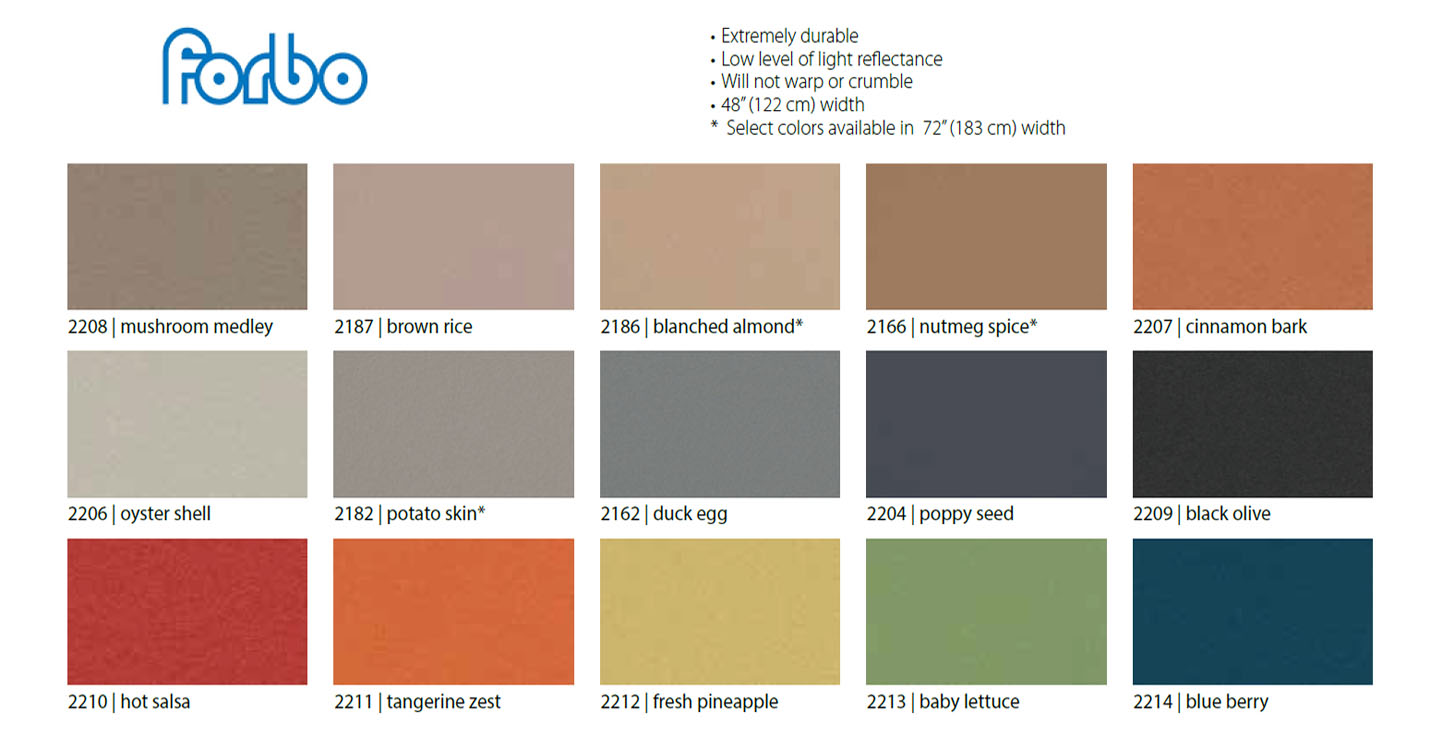 forbo
• Extremely durable
• Low level of light reflectance
• Will not warp or crumble
• 48” (122 cm) width
* Select colors available in 72” (183 cm) width
2208 | mushroom medley
2187 | brown rice
2186 | blanched almond*
2166 | nutmeg spice*
2207 | cinnamon bark
2206 | oyster shell
2182 | potato skin*
2162 | duck egg
2204 | poppy seed
2209 | black olive
2210 | hot salsa
2211 | tangerine zest
2212 | fresh pineapple
2213 | baby lettuce
2214 | blue berry